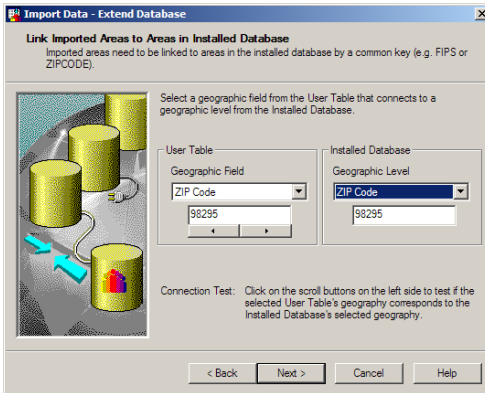 Import Data - Extend Database
Link Imported Areas to Areas in Installed Database
Imported areas need to be linked to areas in the installed database by a common key (e.g. FIPS or
ZIPCODE).
Select a geographic field from the User Table that connects to a
geographic level from the Installed Database.
User Table
Installed Database
Geographic Field
Geographic Level
ZIP Code
ZIP Code
98295
98295
Connection Test: Click on the scroll buttons on the left side to test if the
selected User Table's geography corresponds to the
Installed Database's selected geography.
< Back
Next >
Cancel
Help